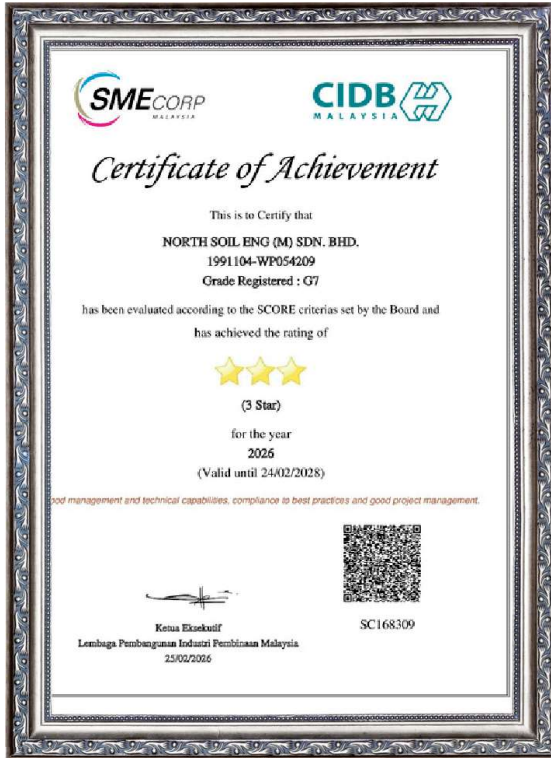 SMECORP
MALAYSIA
CIDB
MALAYSIA
Certificate of Achievement
This is to Certify that
NORTH SOIL ENG (M) SDN. BHD.
1991104-WP054209
Grade Registered : G7
has been evaluated according to the SCORE criterias set by the Board and
has achieved the rating of
(3 Star)
for the year
2026
(Valid until 24/02/2028)
ood management and technical capabilities, compliance to best practices and good project management.
SC168309
Ketua Eksekutif
Lembaga Pembangunan Industri Pembinaan Malaysia
25/02/2026